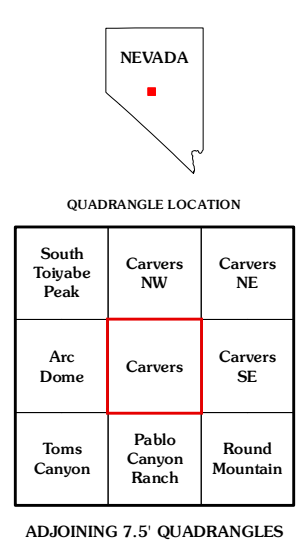 NEVADA
QUADRANGLE LOCATION
South
Toiyabe
Peak
Carvers
NW
Carvers
NE
Arc
Dome
Carvers
Carvers
SE
Toms
Canyon
Pablo
Canyon
Ranch
Round
Mountain
ADJOINING 7.5' QUADRANGLES